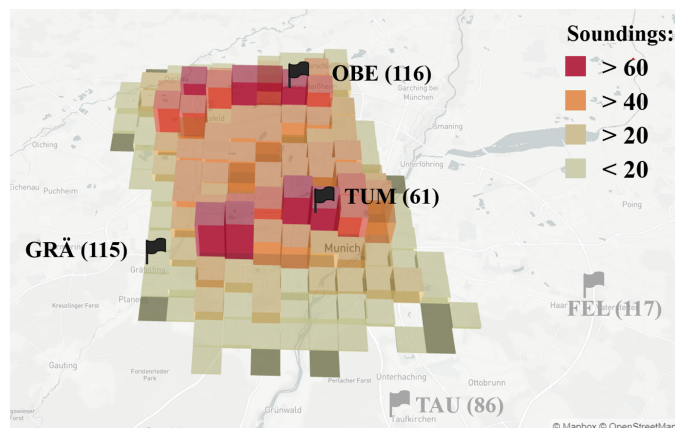 Soundings:
> 60
> 40
> 20
< 20
OBE (116)
Garching bei
München
Ismaning
Olching
Unterföhring
Eichenau
Puchheim
Poing
TUM (61)
Munich
GRÄ (115)
Gräfelfing
Planegg
Kreuzlinger Forst
Haar
FEL (117)
Gauting
Forstenrieder
Park
Perlacher Forst
Unterhaching
Ottobrunn
Grünwald
TAU (86)
Taufkirchen
© Mapbox © OpenStreetMap